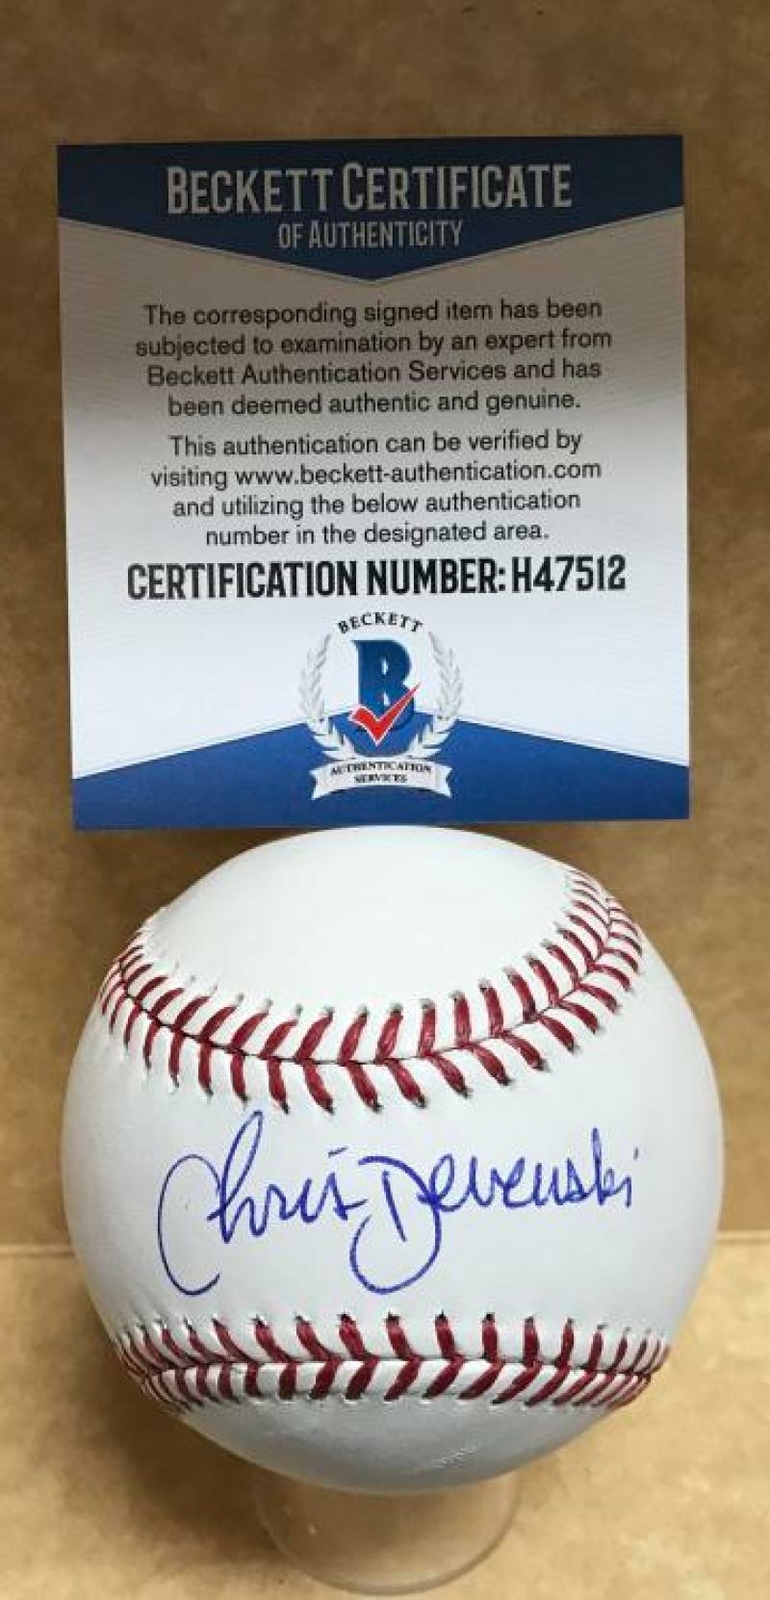 BECKETT CERTIFICATE
OF AUTHENTICITY
The corresponding signed item has been
subjected to examination by an expert from
Beckett Authentication Services and has
been deemed authentic and genuine.
This authentication can be verified by
visiting www.beckett-authentication.com
and utilizing the below authentication
number in the designated area.
CERTIFICATION NUMBER: H47512
BECKETT
B
AUTHENTICATION
SERVICES
Chris Devenski